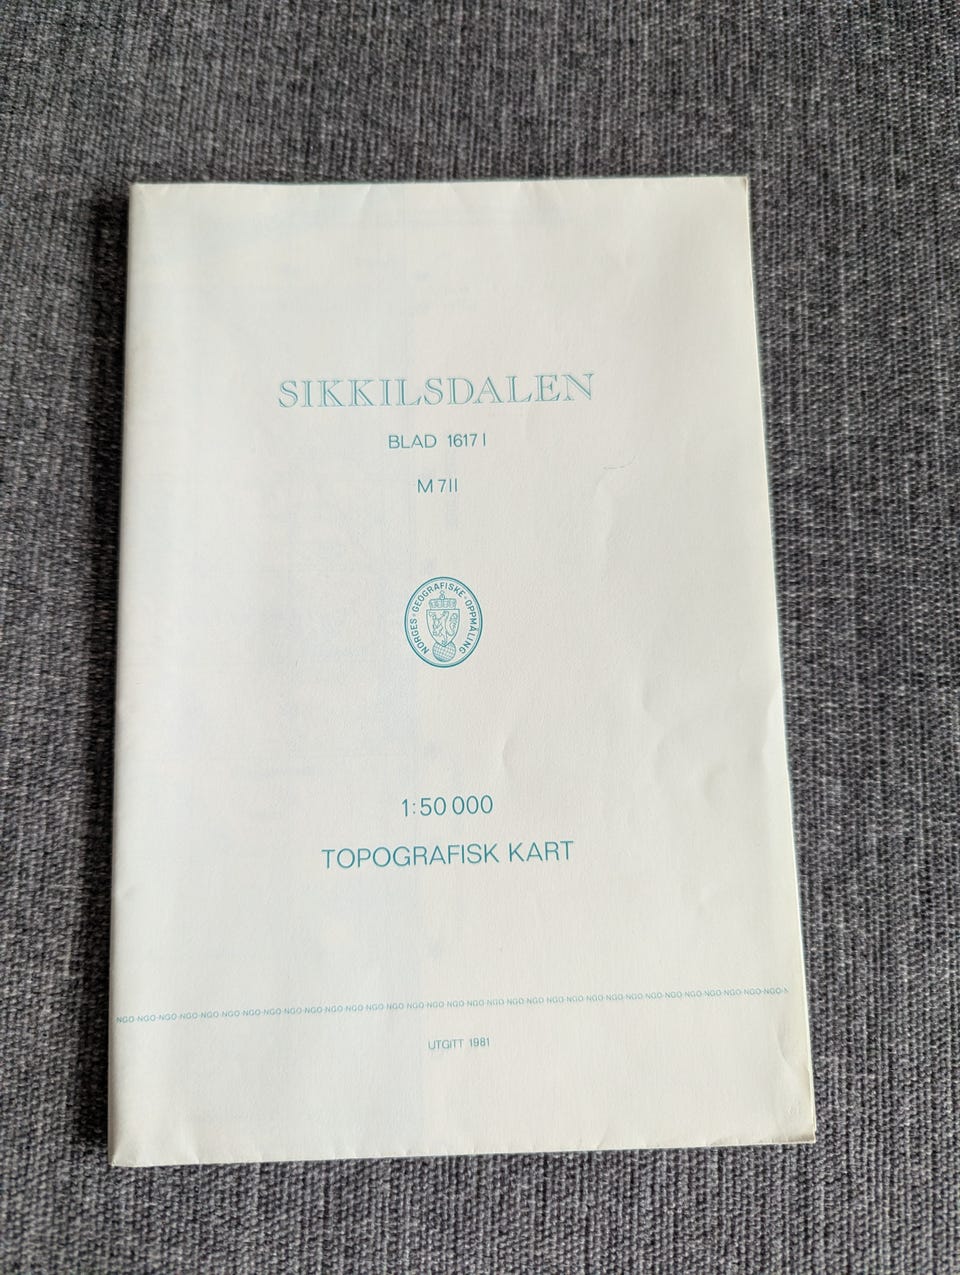 SIKKILSDALEN
BLAD 1617 I
M 711
NORGES·GEOGRAFISKE·OPPMÅLING
1:50 000
TOPOGRAFISK KART
NGO·NGO·NGO·NGO·NGO·NGO·NGO·NGO·NGO·NGO·NGO·NGO·NGO·NGO·NGO·NGO·NGO·NGO·NGO·NGO·NGO·NGO·NGO·NGO·NGO·NGO·NGO·NGO·NGO·NGO·NGO·NGO·N
UTGITT 1981